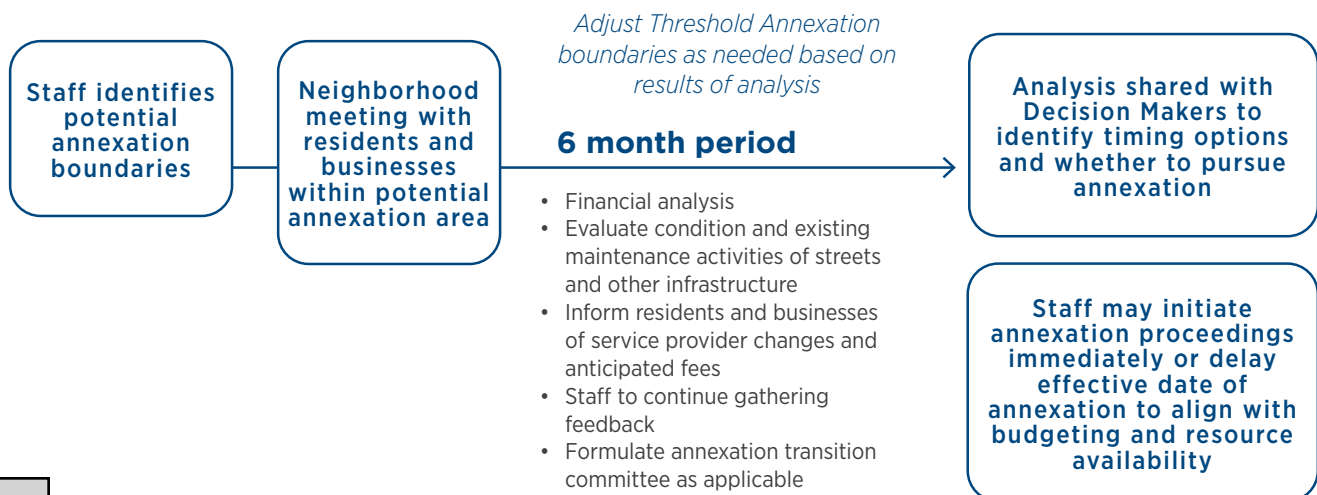 Staff identifies
potential
annexation
boundaries
Neighborhood
meeting with
residents and
businesses
within potential
annexation area
Adjust Threshold Annexation
boundaries as needed based on
results of analysis
6 month period
• Financial analysis
• Evaluate condition and existing
maintenance activities of streets
and other infrastructure
• Inform residents and businesses
of service provider changes and
anticipated fees
• Staff to continue gathering
feedback
• Formulate annexation transition
committee as applicable
Analysis shared with
Decision Makers to
identify timing options
and whether to pursue
annexation
Staff may initiate
annexation proceedings
immediately or delay
effective date of
annexation to align with
budgeting and resource
availability